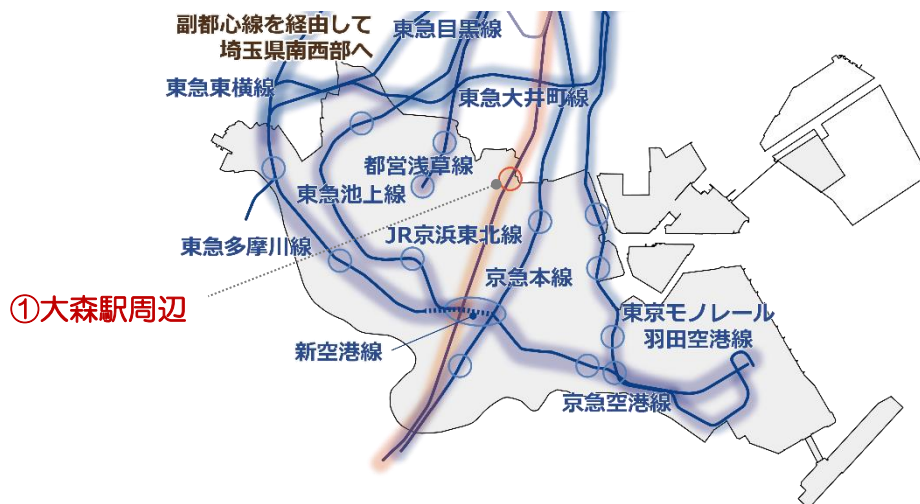 副都心線を経由して
埼玉県南西部へ
東急目黒線
東急東横線
東急大井町線
都営浅草線
東急池上線
JR京浜東北線
東急多摩川線
京急本線
①大森駅周辺
東京モノレール
羽田空港線
新空港線
京急空港線